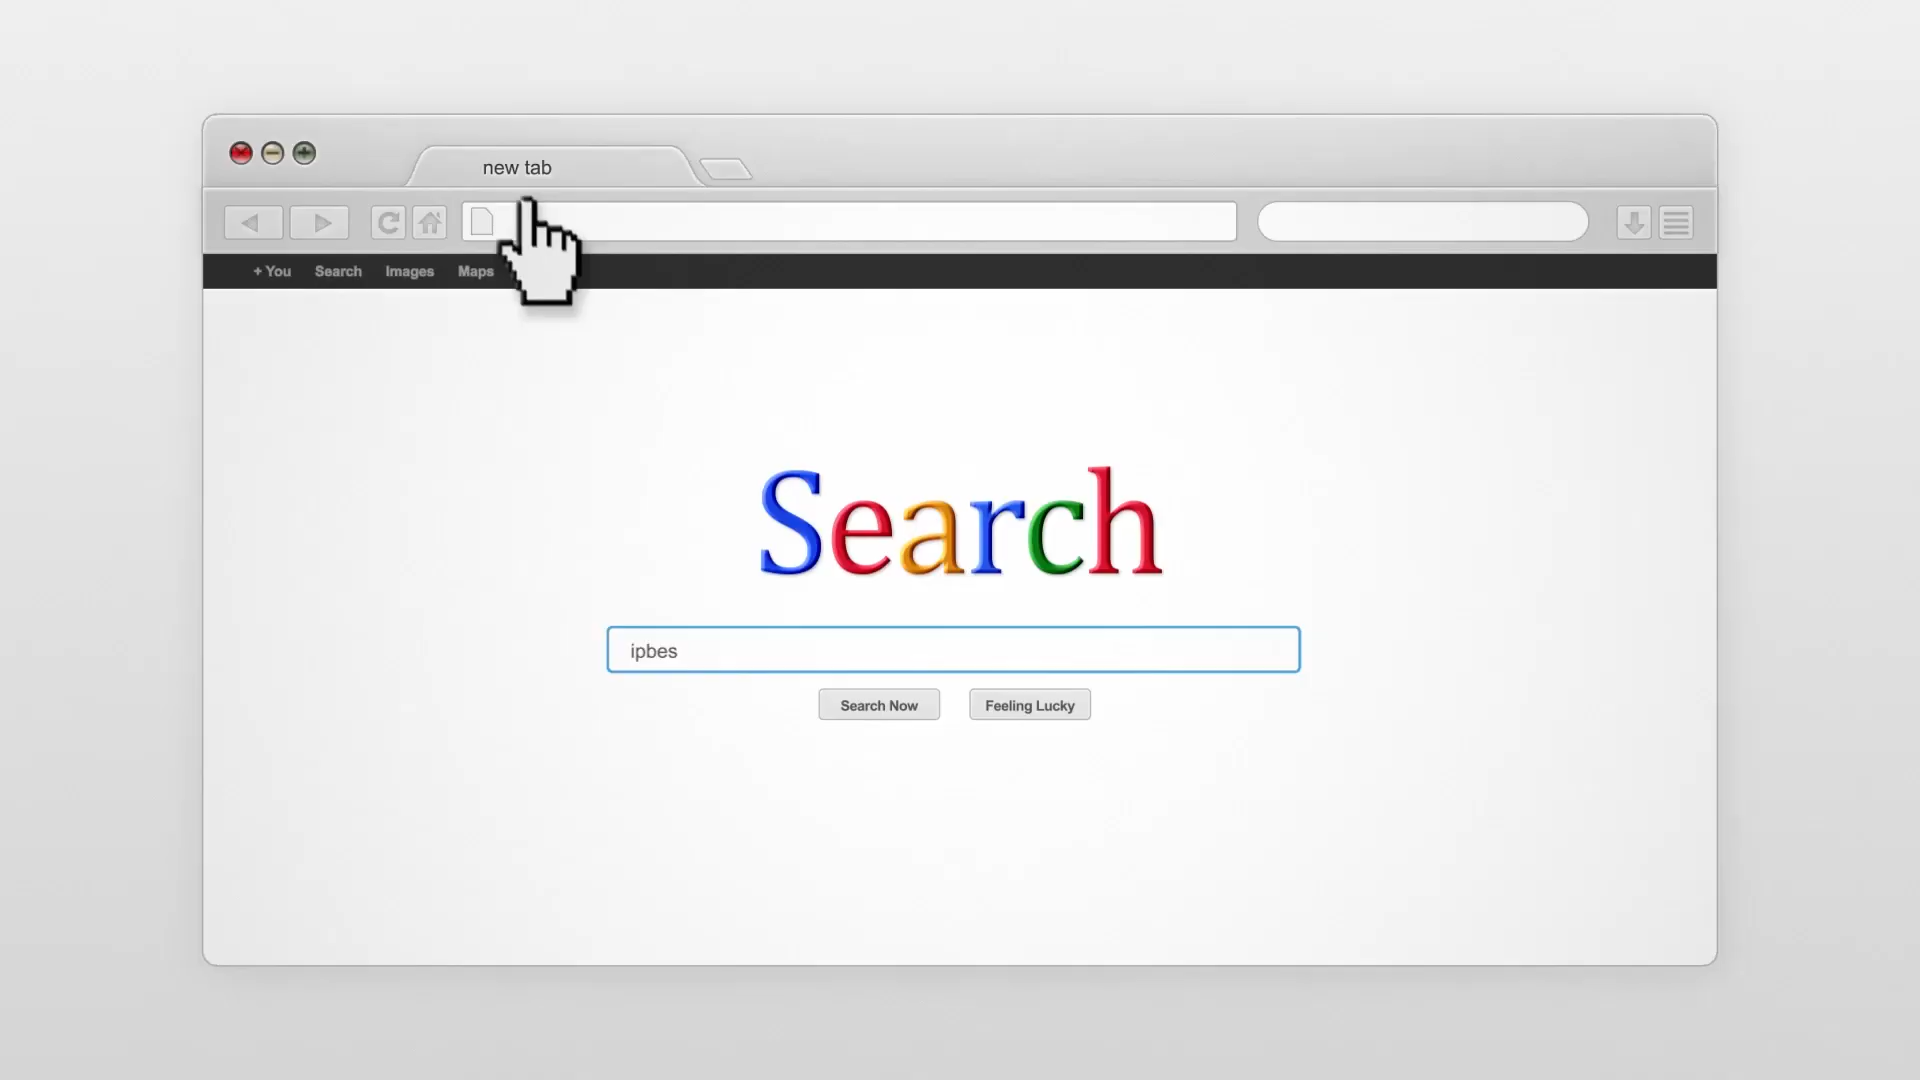 new tab
+ You Search Images Maps
Search
ipbes
Search Now Feeling Lucky